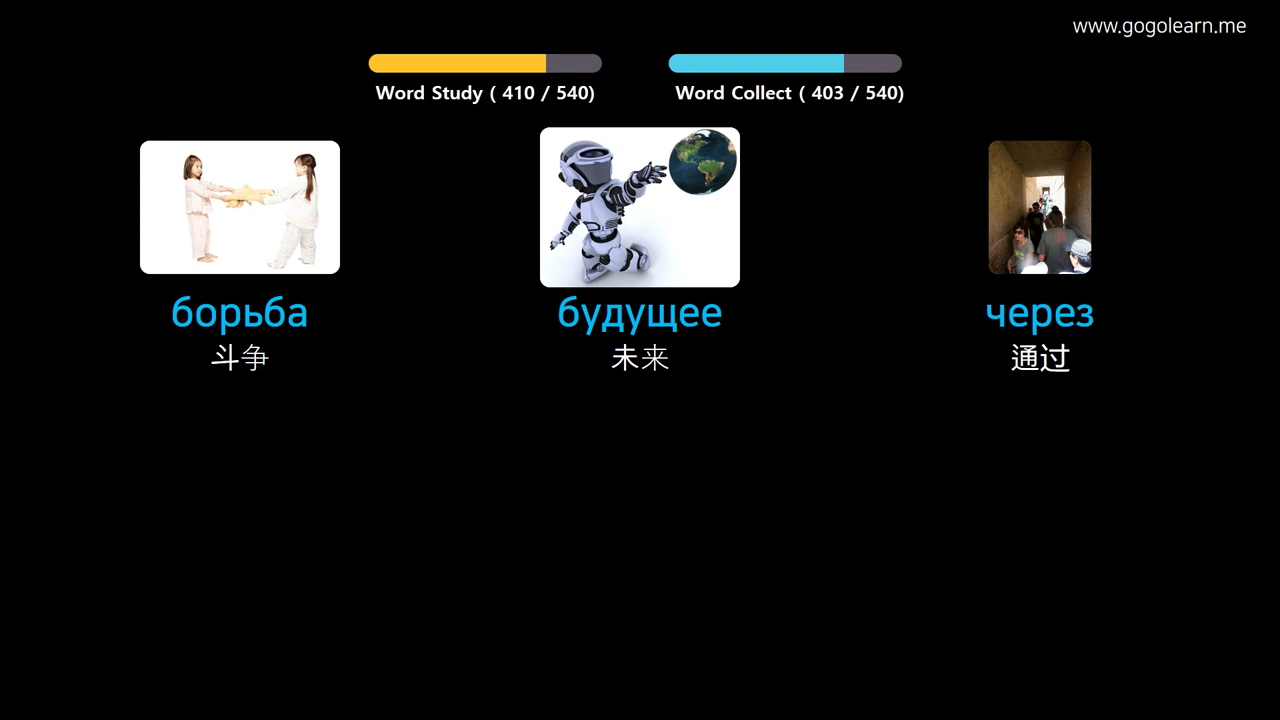 www.gogolearn.me
Word Study ( 410 / 540)
Word Collect ( 403 / 540)
борьба
будущее
через
斗争
未来
通过